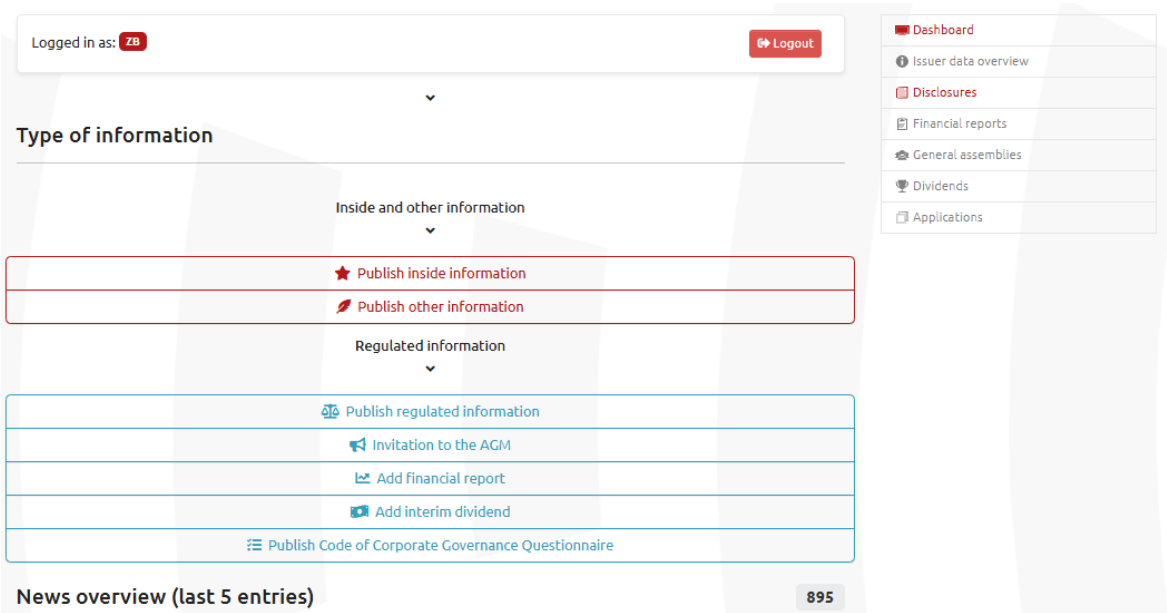 Logged in as: ZB
Logout
Type of information
Inside and other information
Publish inside information
Publish other information
Regulated information
Publish regulated information
Invitation to the AGM
Add financial report
Add interim dividend
Publish Code of Corporate Governance Questionnaire
News overview (last 5 entries)
895
Dashboard
Issuer data overview
Disclosures
Financial reports
General assemblies
Dividends
Applications